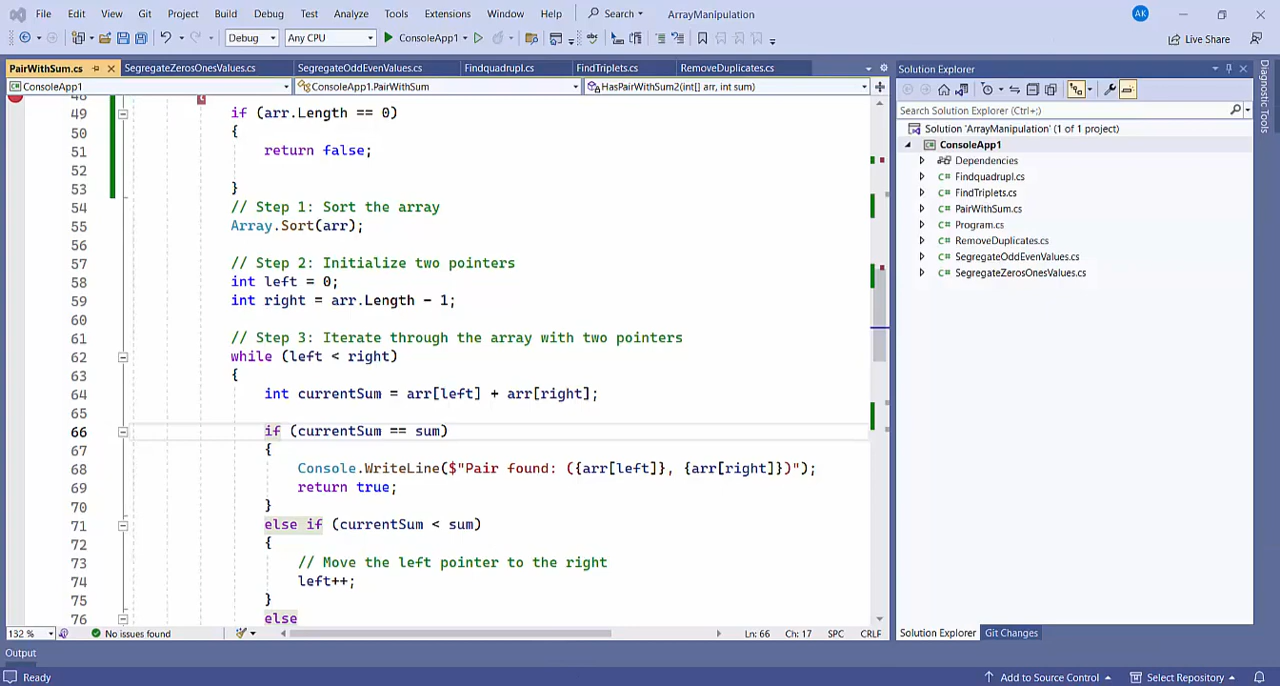 File Edit View Git Project Build Debug Test Analyze Tools Extensions Window Help Search ArrayManipulation AK
Debug Any CPU ConsoleApp1 Live Share
PairWithSum.cs SegregateZerosOnesValues.cs SegregateOddEvenValues.cs Findquadrupl.cs FindTriplets.cs RemoveDuplicates.cs
ConsoleApp1 ConsoleApp1.PairWithSum HasPairWithSum2(int[] arr, int sum)
48
49 if (arr.Length == 0)
50 {
51 return false;
52
53 }
54 // Step 1: Sort the array
55 Array.Sort(arr);
56
57 // Step 2: Initialize two pointers
58 int left = 0;
59 int right = arr.Length - 1;
60
61 // Step 3: Iterate through the array with two pointers
62 while (left < right)
63 {
64 int currentSum = arr[left] + arr[right];
65
66 if (currentSum == sum)
67 {
68 Console.WriteLine($"Pair found: ({arr[left]}, {arr[right]})");
69 return true;
70 }
71 else if (currentSum < sum)
72 {
73 // Move the left pointer to the right
74 left++;
75 }
76 else
132 % No issues found Ln: 66 Ch: 17 SPC CRLF
Solution Explorer
Search Solution Explorer (Ctrl+;)
Solution 'ArrayManipulation' (1 of 1 project)
ConsoleApp1
Dependencies
C# Findquadrupl.cs
C# FindTriplets.cs
C# PairWithSum.cs
C# Program.cs
C# RemoveDuplicates.cs
C# SegregateOddEvenValues.cs
C# SegregateZerosOnesValues.cs
Solution Explorer Git Changes
Diagnostic Tools
Output
Ready Add to Source Control Select Repository